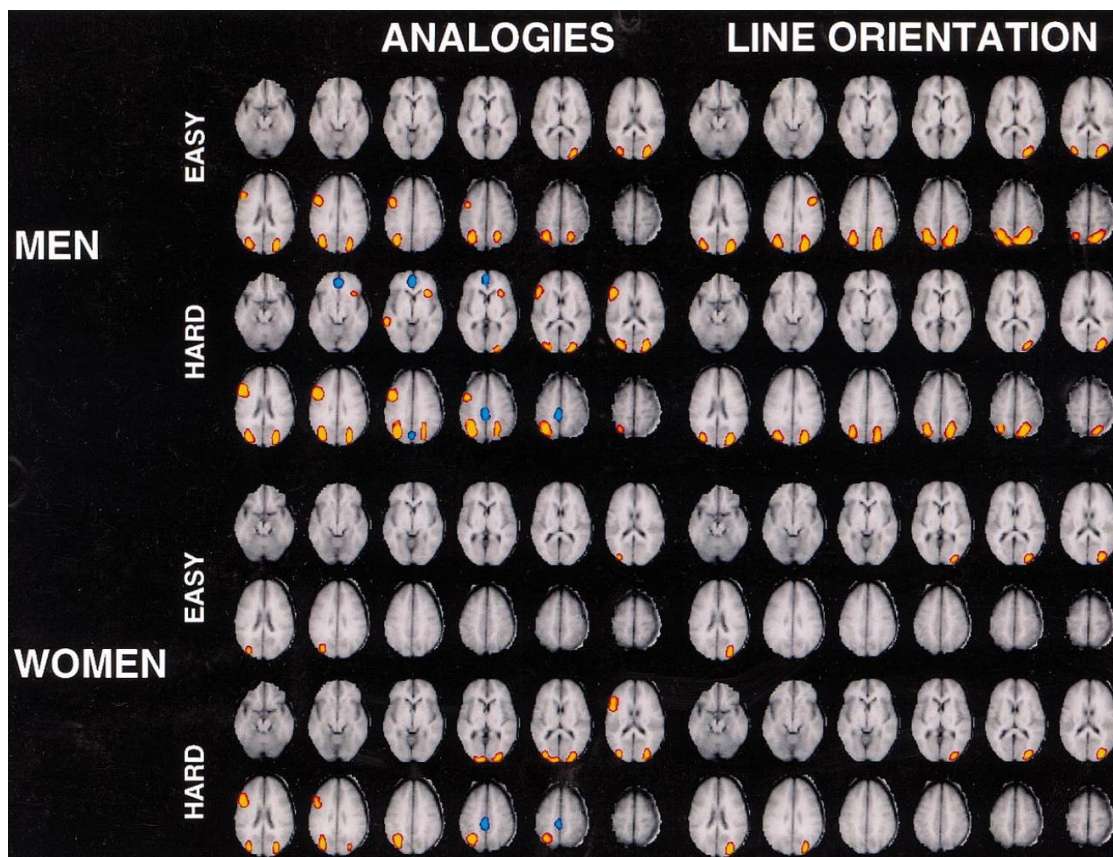 ANALOGIES LINE ORIENTATION
EASY
MEN
HARD
EASY
WOMEN
HARD